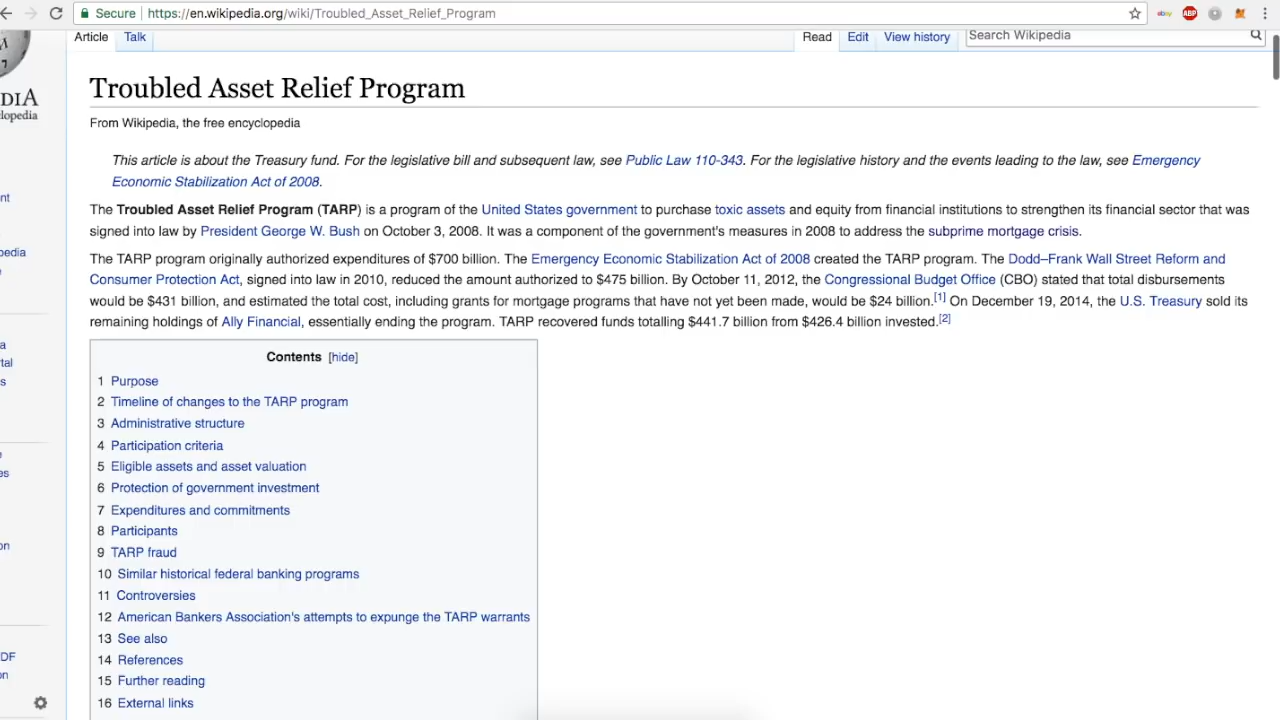 Secure https://en.wikipedia.org/wiki/Troubled_Asset_Relief_Program
ebay ABP
Article Talk Read Edit View history Search Wikipedia
Troubled Asset Relief Program
From Wikipedia, the free encyclopedia
This article is about the Treasury fund. For the legislative bill and subsequent law, see Public Law 110-343. For the legislative history and the events leading to the law, see Emergency
Economic Stabilization Act of 2008.
The Troubled Asset Relief Program (TARP) is a program of the United States government to purchase toxic assets and equity from financial institutions to strengthen its financial sector that was
signed into law by President George W. Bush on October 3, 2008. It was a component of the government's measures in 2008 to address the subprime mortgage crisis.
The TARP program originally authorized expenditures of $700 billion. The Emergency Economic Stabilization Act of 2008 created the TARP program. The Dodd–Frank Wall Street Reform and
Consumer Protection Act, signed into law in 2010, reduced the amount authorized to $475 billion. By October 11, 2012, the Congressional Budget Office (CBO) stated that total disbursements
would be $431 billion, and estimated the total cost, including grants for mortgage programs that have not yet been made, would be $24 billion.[1] On December 19, 2014, the U.S. Treasury sold its
remaining holdings of Ally Financial, essentially ending the program. TARP recovered funds totalling $441.7 billion from $426.4 billion invested.[2]
Contents [hide]
1 Purpose
2 Timeline of changes to the TARP program
3 Administrative structure
4 Participation criteria
5 Eligible assets and asset valuation
6 Protection of government investment
7 Expenditures and commitments
8 Participants
9 TARP fraud
10 Similar historical federal banking programs
11 Controversies
12 American Bankers Association's attempts to expunge the TARP warrants
13 See also
14 References
15 Further reading
16 External links